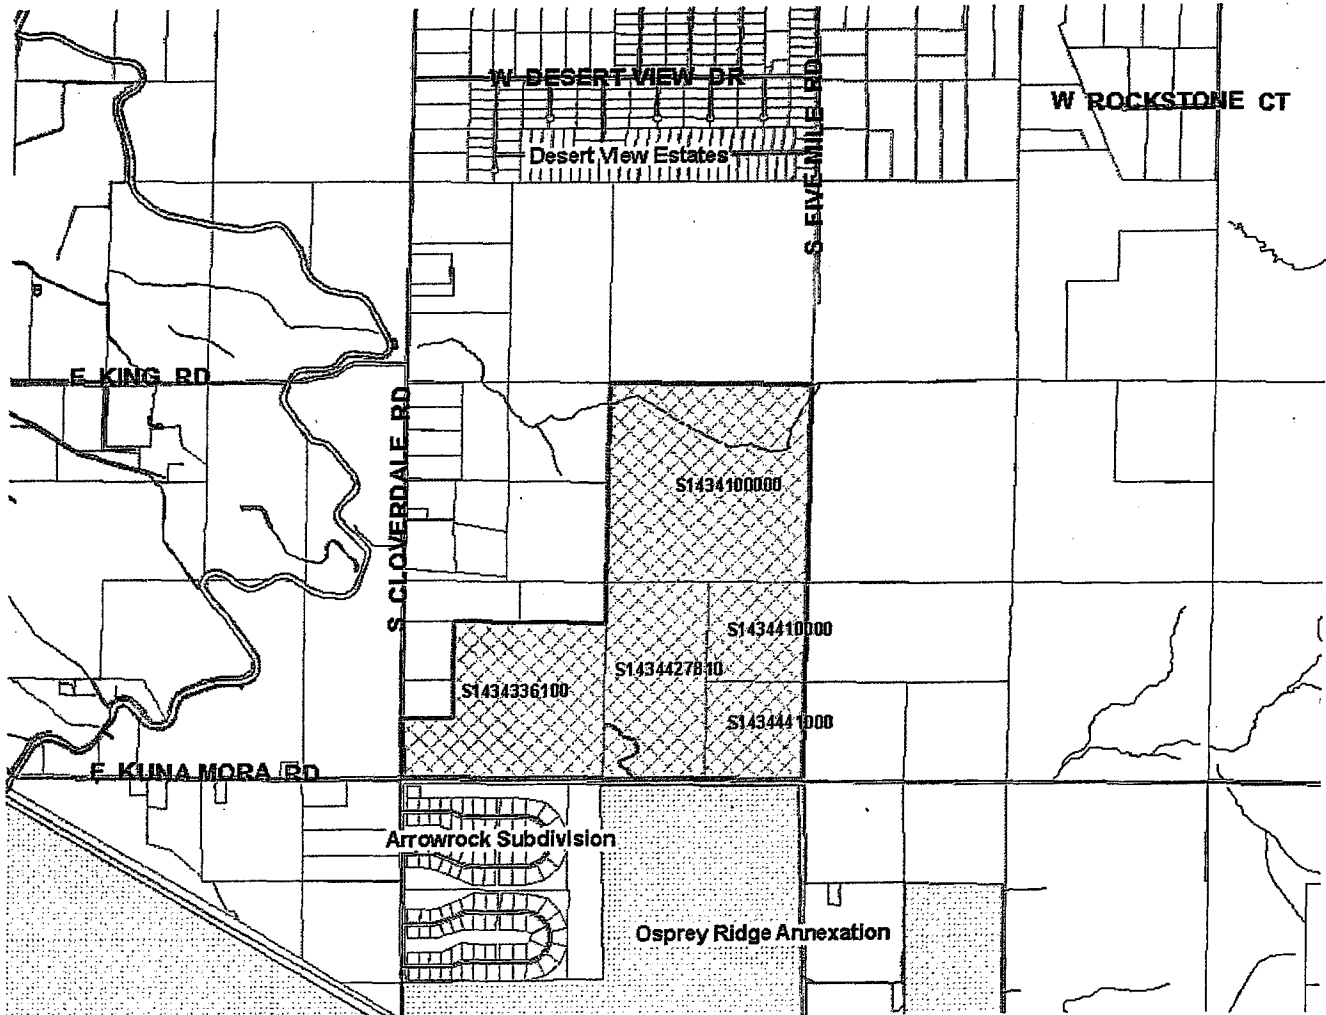 W DESERT VIEW DR
W ROCKSTONE CT
Desert View Estates
S FIVE MILE RD
E KING RD
S CLOVERDALE RD
S1434100000
S1434410000
S1434427810
S1434336100
S1434441000
E KUNA MORA RD
Arrowrock Subdivision
Osprey Ridge Annexation